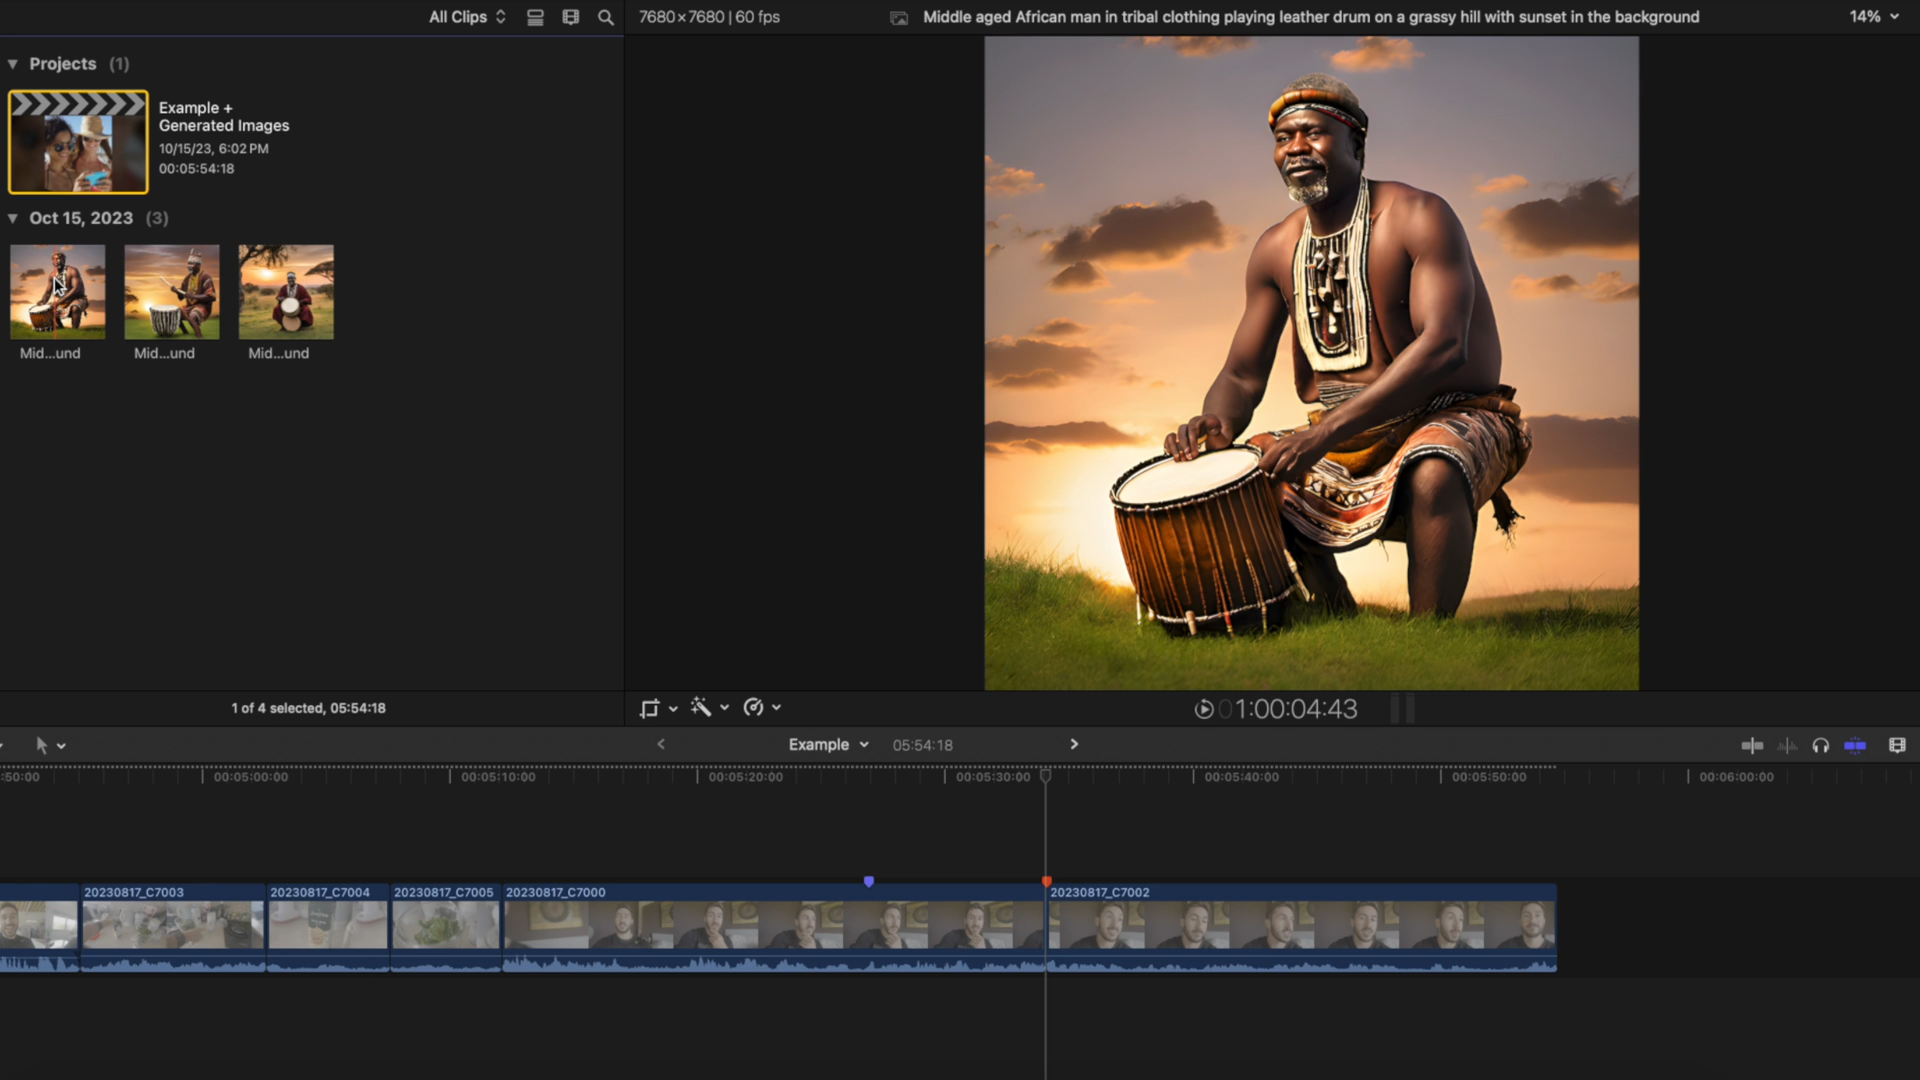 All Clips
7680×7680 | 60 fps
Middle aged African man in tribal clothing playing leather drum on a grassy hill with sunset in the background
14%
Projects (1)
Example +
Generated Images
10/15/23, 6:02 PM
00:05:54:18
Oct 15, 2023 (3)
Mid...und
Mid...und
Mid...und
1 of 4 selected, 05:54:18
01:00:04:43
Example
05:54:18
:50:00
00:05:00:00
00:05:10:00
00:05:20:00
00:05:30:00
00:05:40:00
00:05:50:00
00:06:00:00
20230817_C7003
20230817_C7004
20230817_C7005
20230817_C7000
20230817_C7002